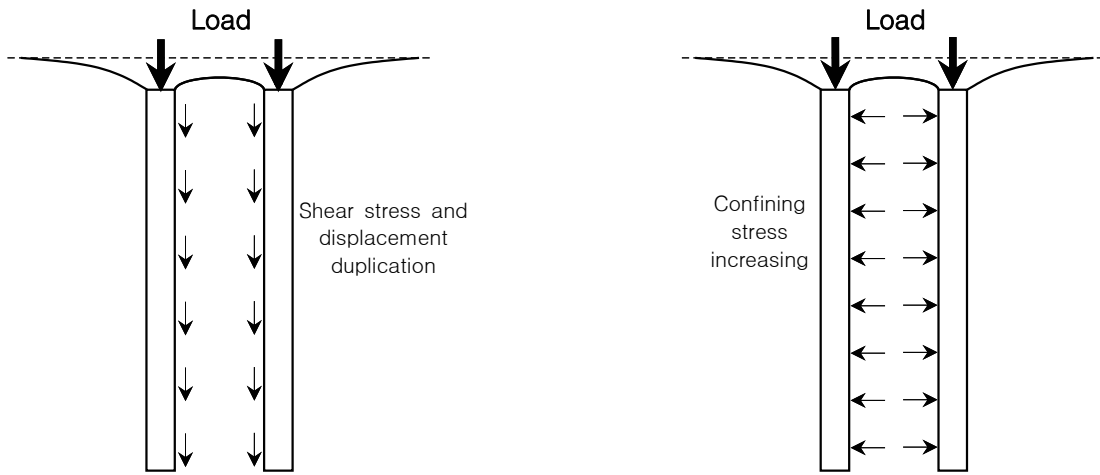 Load
Shear stress and
displacement
duplication
Load
Confining
stress
increasing